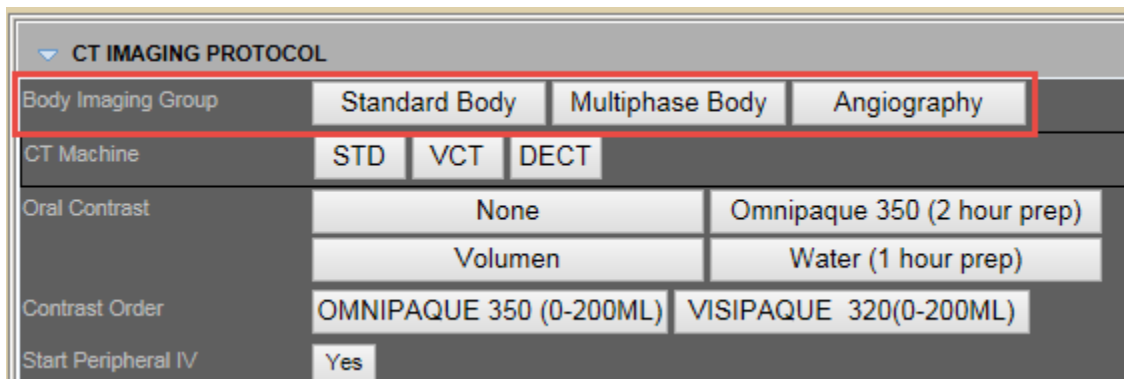 CT IMAGING PROTOCOL
Body Imaging Group Standard Body Multiphase Body Angiography
CT Machine STD VCT DECT
Oral Contrast None Omnipaque 350 (2 hour prep)
Volumen Water (1 hour prep)
Contrast Order OMNIPAQUE 350 (0-200ML) VISIPAQUE 320(0-200ML)
Start Peripheral IV Yes